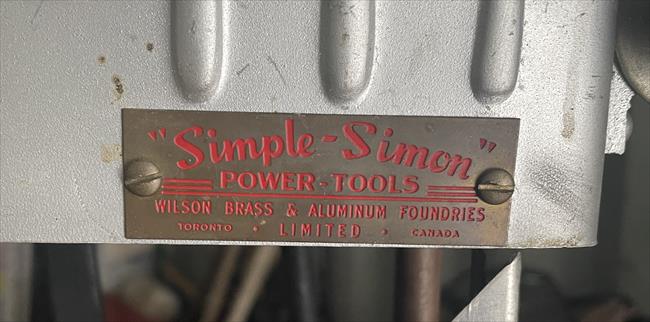 "Simple-Simon"
POWER-TOOLS
WILSON BRASS & ALUMINUM FOUNDRIES
TORONTO • LIMITED • CANADA